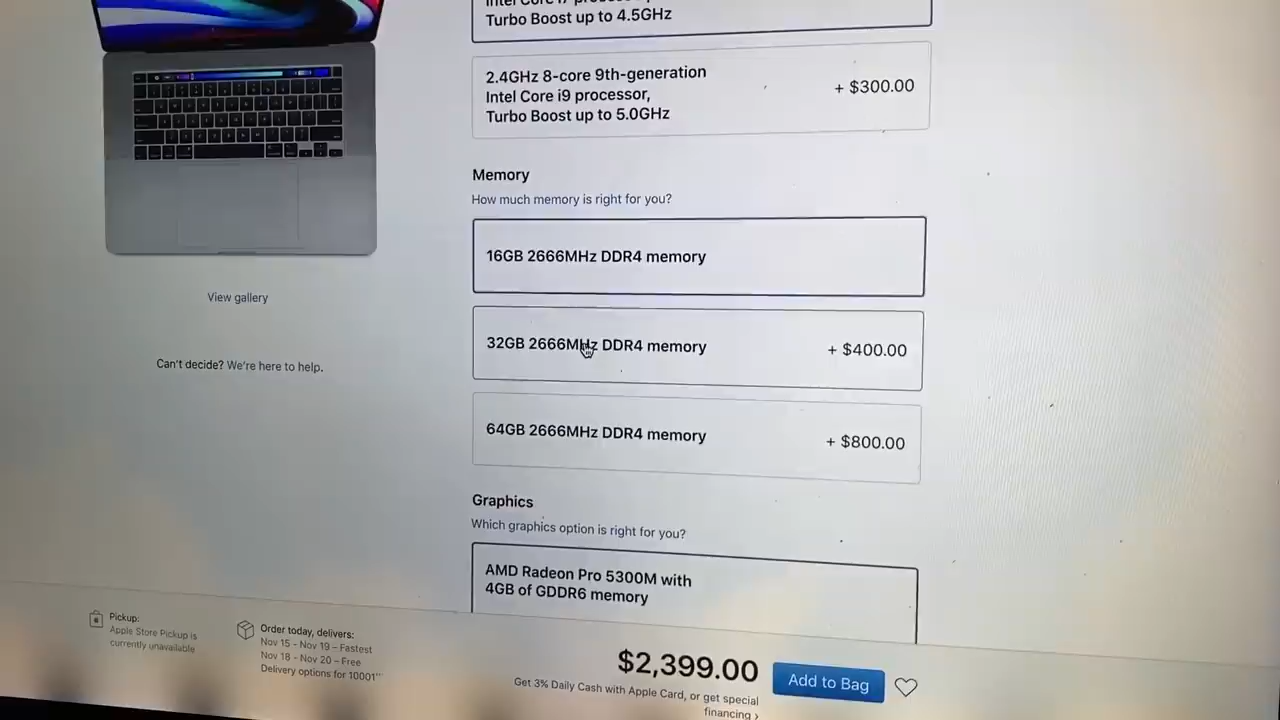 Intel Core i7 processor,
Turbo Boost up to 4.5GHz
2.4GHz 8-core 9th-generation
Intel Core i9 processor,
Turbo Boost up to 5.0GHz
+ $300.00
Memory
How much memory is right for you?
16GB 2666MHz DDR4 memory
32GB 2666MHz DDR4 memory
+ $400.00
64GB 2666MHz DDR4 memory
+ $800.00
Graphics
Which graphics option is right for you?
AMD Radeon Pro 5300M with
4GB of GDDR6 memory
View gallery
Can't decide? We're here to help.
Pickup:
Apple Store Pickup is
currently unavailable
Order today, delivers:
Nov 15 - Nov 19 – Fastest
Nov 18 - Nov 20 – Free
Delivery options for 10001
$2,399.00
Get 3% Daily Cash with Apple Card, or get special
financing ›
Add to Bag